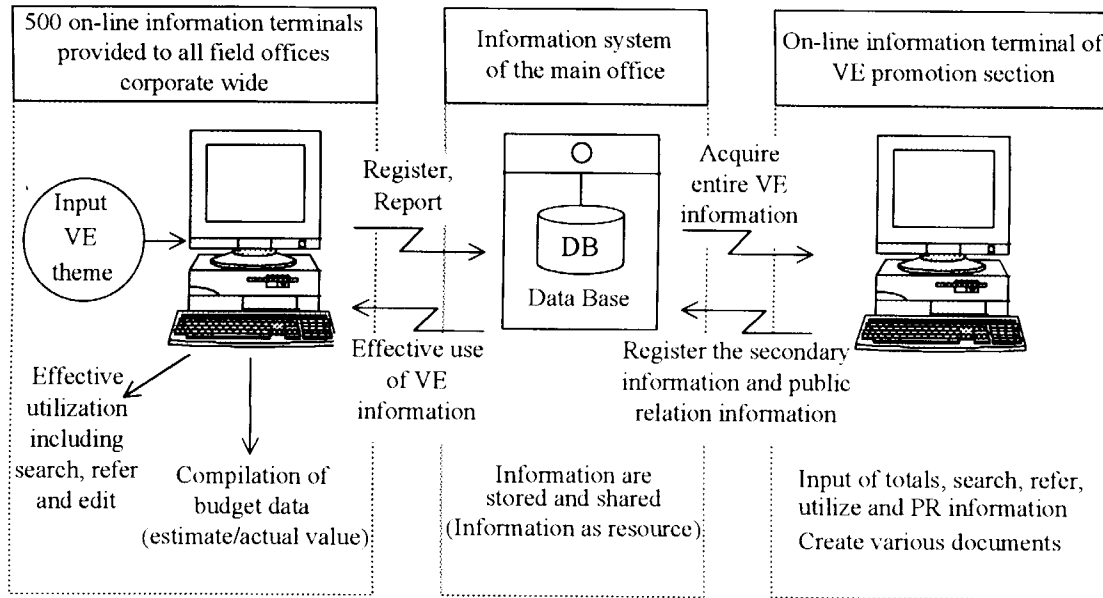 500 on-line information terminals
provided to all field offices
corporate wide
Information system
of the main office
On-line information terminal of
VE promotion section
Input
VE
theme
Register,
Report
DB
Data Base
Acquire
entire VE
information
Effective use
of VE
information
Register the secondary
information and public
relation information
Effective
utilization
including
search, refer
and edit
Compilation of
budget data
(estimate/actual value)
Information are
stored and shared
(Information as resource)
Input of totals, search, refer,
utilize and PR information
Create various documents